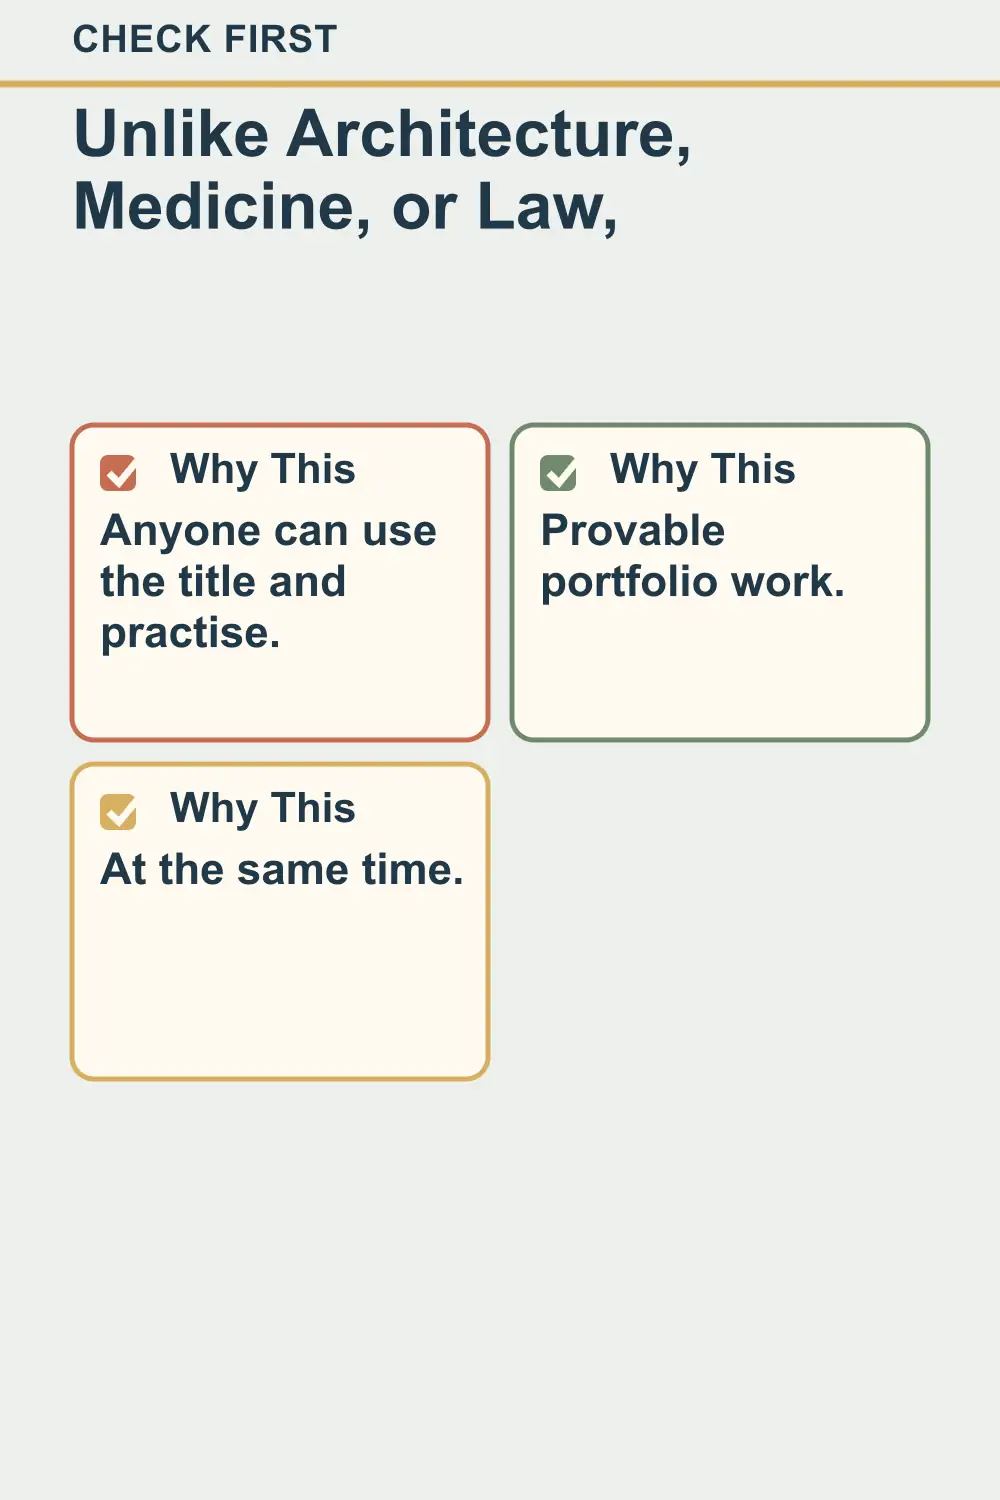 CHECK FIRST
Unlike Architecture,
Medicine, or Law,
Why This
Anyone can use
the title and
practise.
Why This
Provable
portfolio work.
Why This
At the same time.